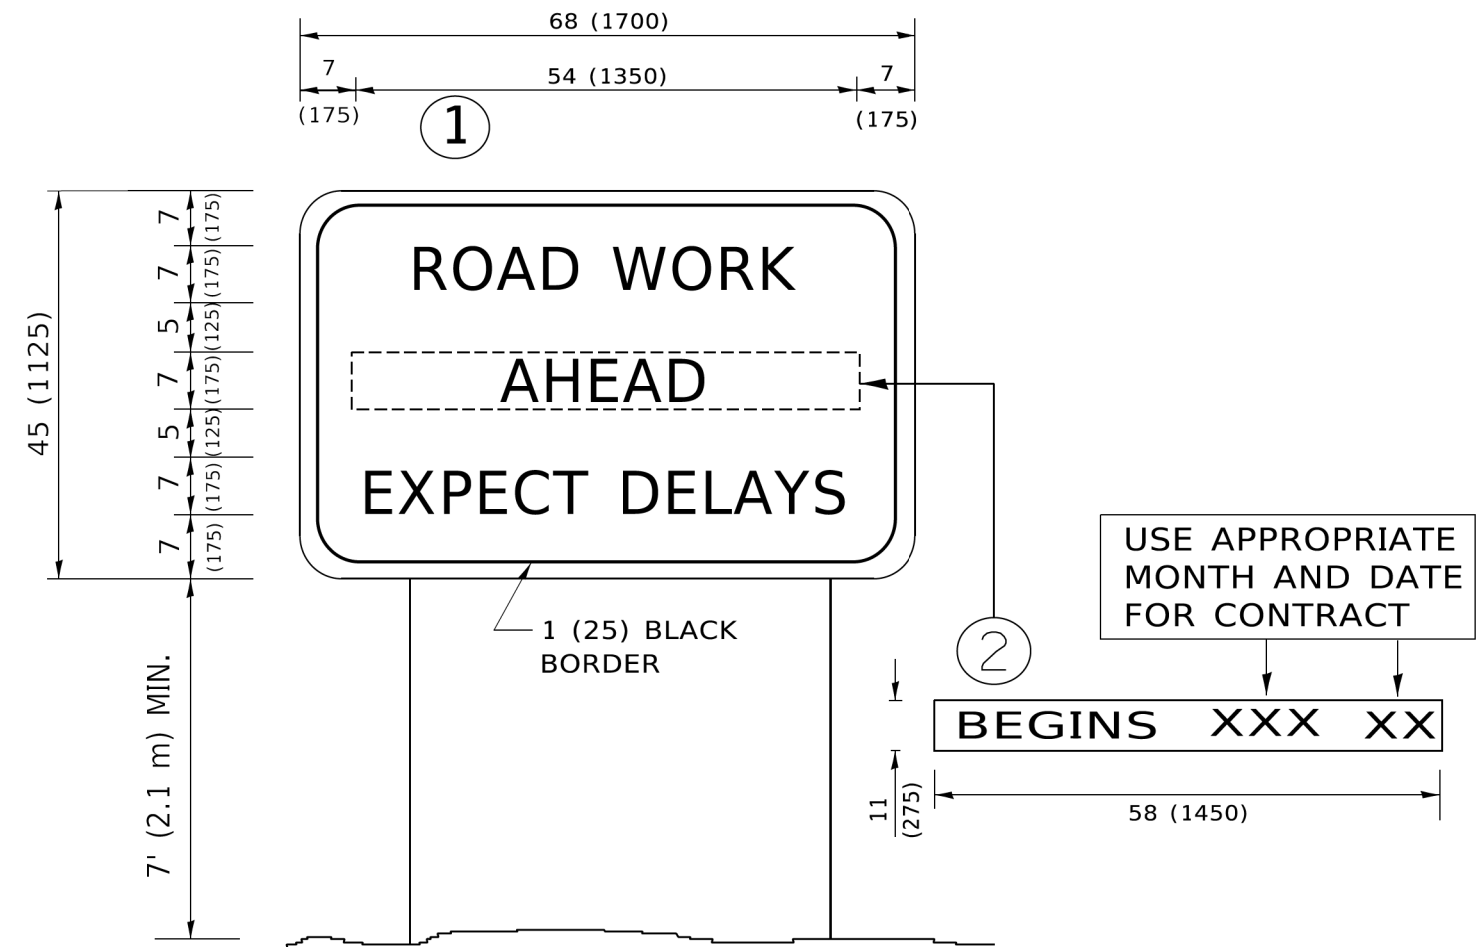 68 (1700)
7
54 (1350)
7
(175)
(175)
1
7
(175)
7
(175)
5
(125)
7
(175)
5
(125)
7
(175)
7
(175)
45 (1125)
ROAD WORK
AHEAD
EXPECT DELAYS
1 (25) BLACK
BORDER
7' (2.1 m) MIN.
USE APPROPRIATE
MONTH AND DATE
FOR CONTRACT
2
BEGINS XXX XX
11
(275)
58 (1450)